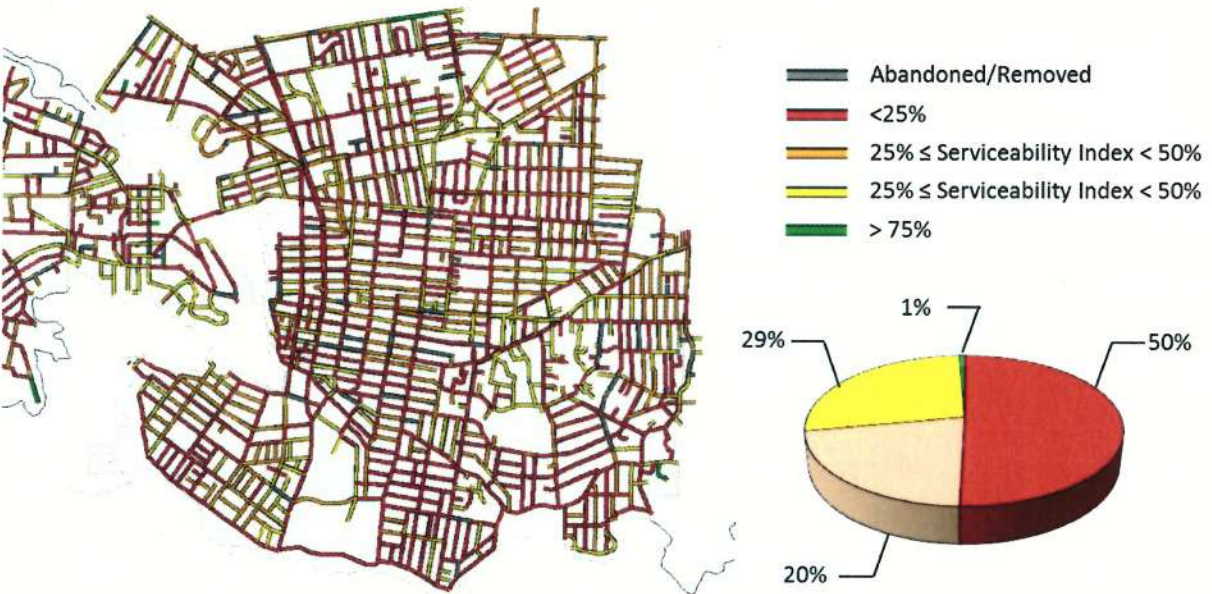 Abandoned/Removed
<25%
25% ≤ Serviceability Index < 50%
25% ≤ Serviceability Index < 50%
> 75%
1%
29%
50%
20%